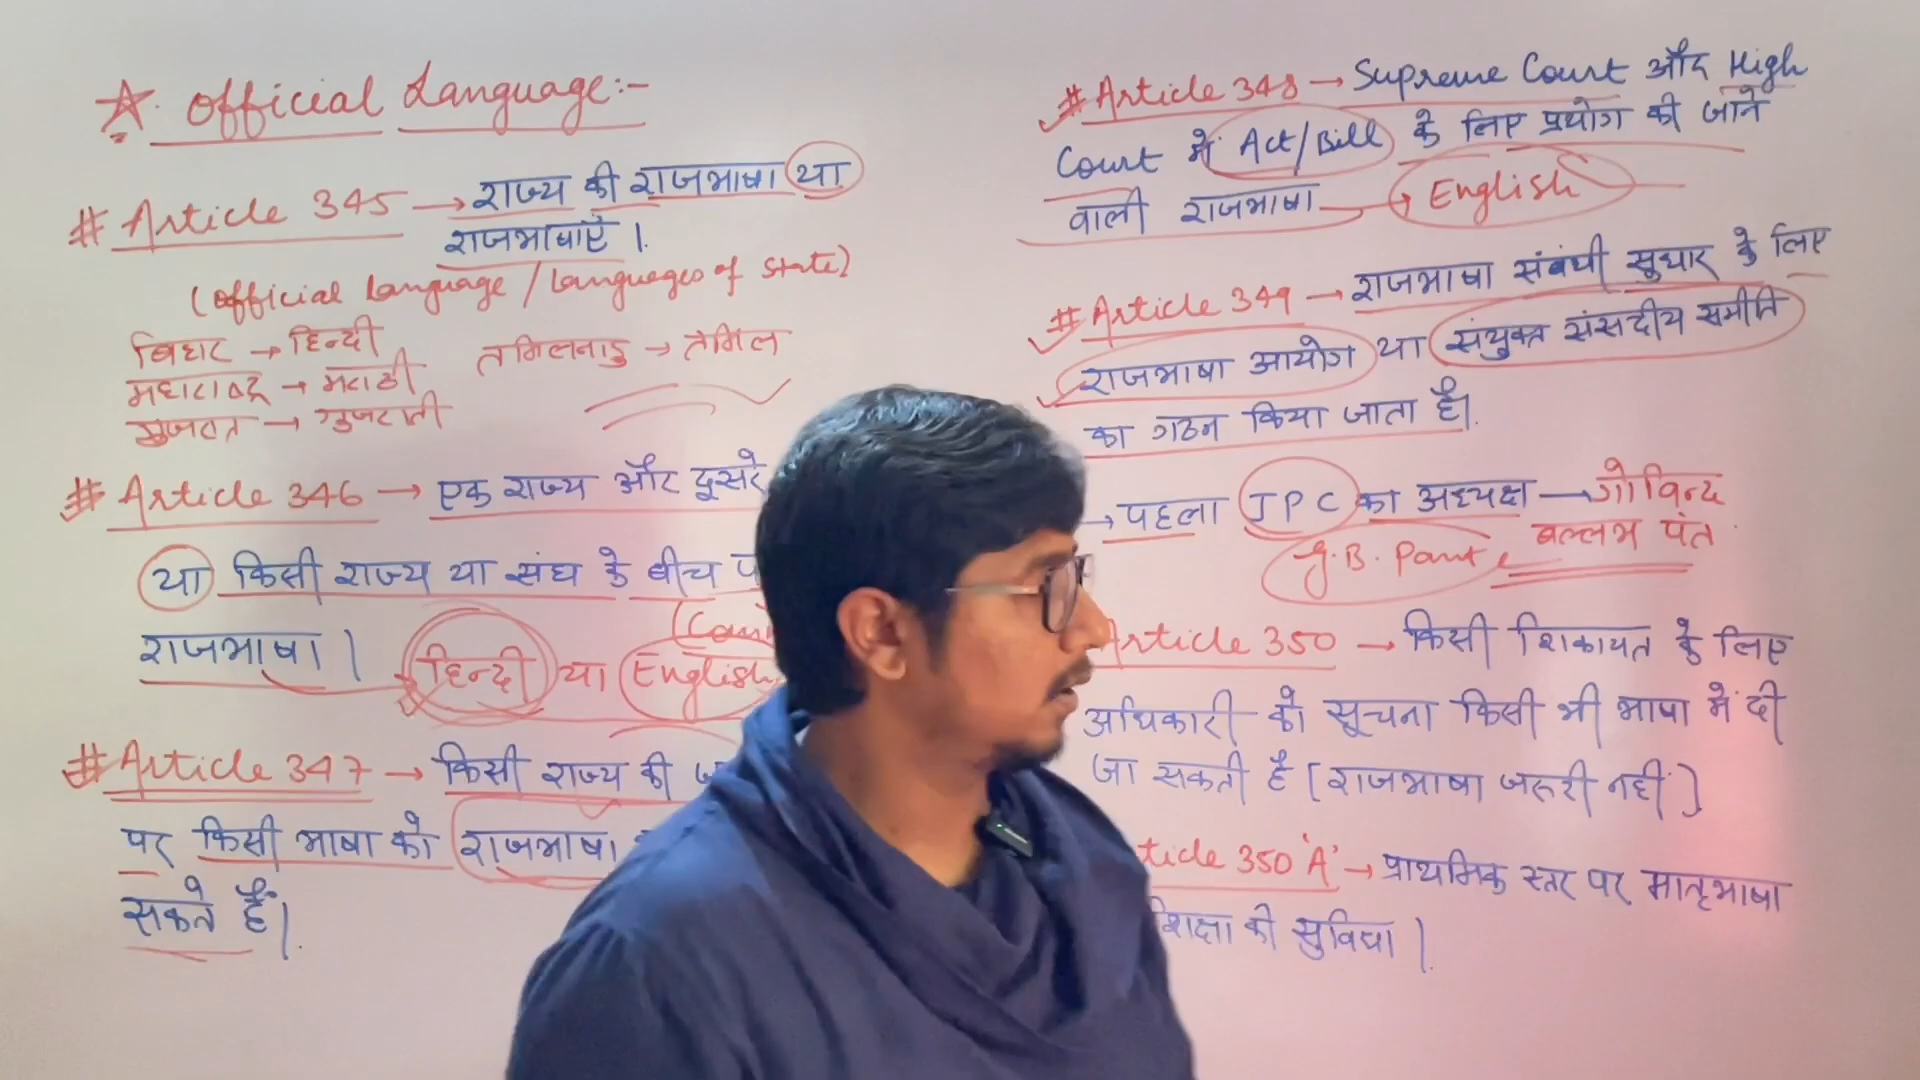 ☆ Official Language:-
# Article 345 → राज्य की राजभाषा या
राजभाषाएँ ।
(Official Language / Languages of State)
बिहार → हिन्दी
तमिलनाडु → तमिल
महाराष्ट्र → मराठी
गुजरात → गुजराती
# Article 346 → एक राज्य और दूसरे
या किसी राज्य या संघ के बीच
राजभाषा । हिन्दी या English
# Article 347 → किसी राज्य की
पर किसी भाषा को राजभाषा
सकते हैं।
# Article 348 → Supreme Court और High
Court में Act/Bill के लिए प्रयोग की जाने
वाली राजभाषा → English
# Article 349 → राजभाषा संबंधी सुधार के लिए
राजभाषा आयोग या संयुक्त संसदीय समीति
का गठन किया जाता है।
→ पहला JPC का अध्यक्ष → गोविन्द
बल्लभ पंत
G.B. Pant
Article 350 → किसी शिकायत के लिए
अधिकारी को सूचना किसी भी भाषा में दी
जा सकती है [राजभाषा जरूरी नहीं]
ticle 350 'A' → प्राथमिक स्तर पर मातृभाषा
शिक्षा की सुविधा ।